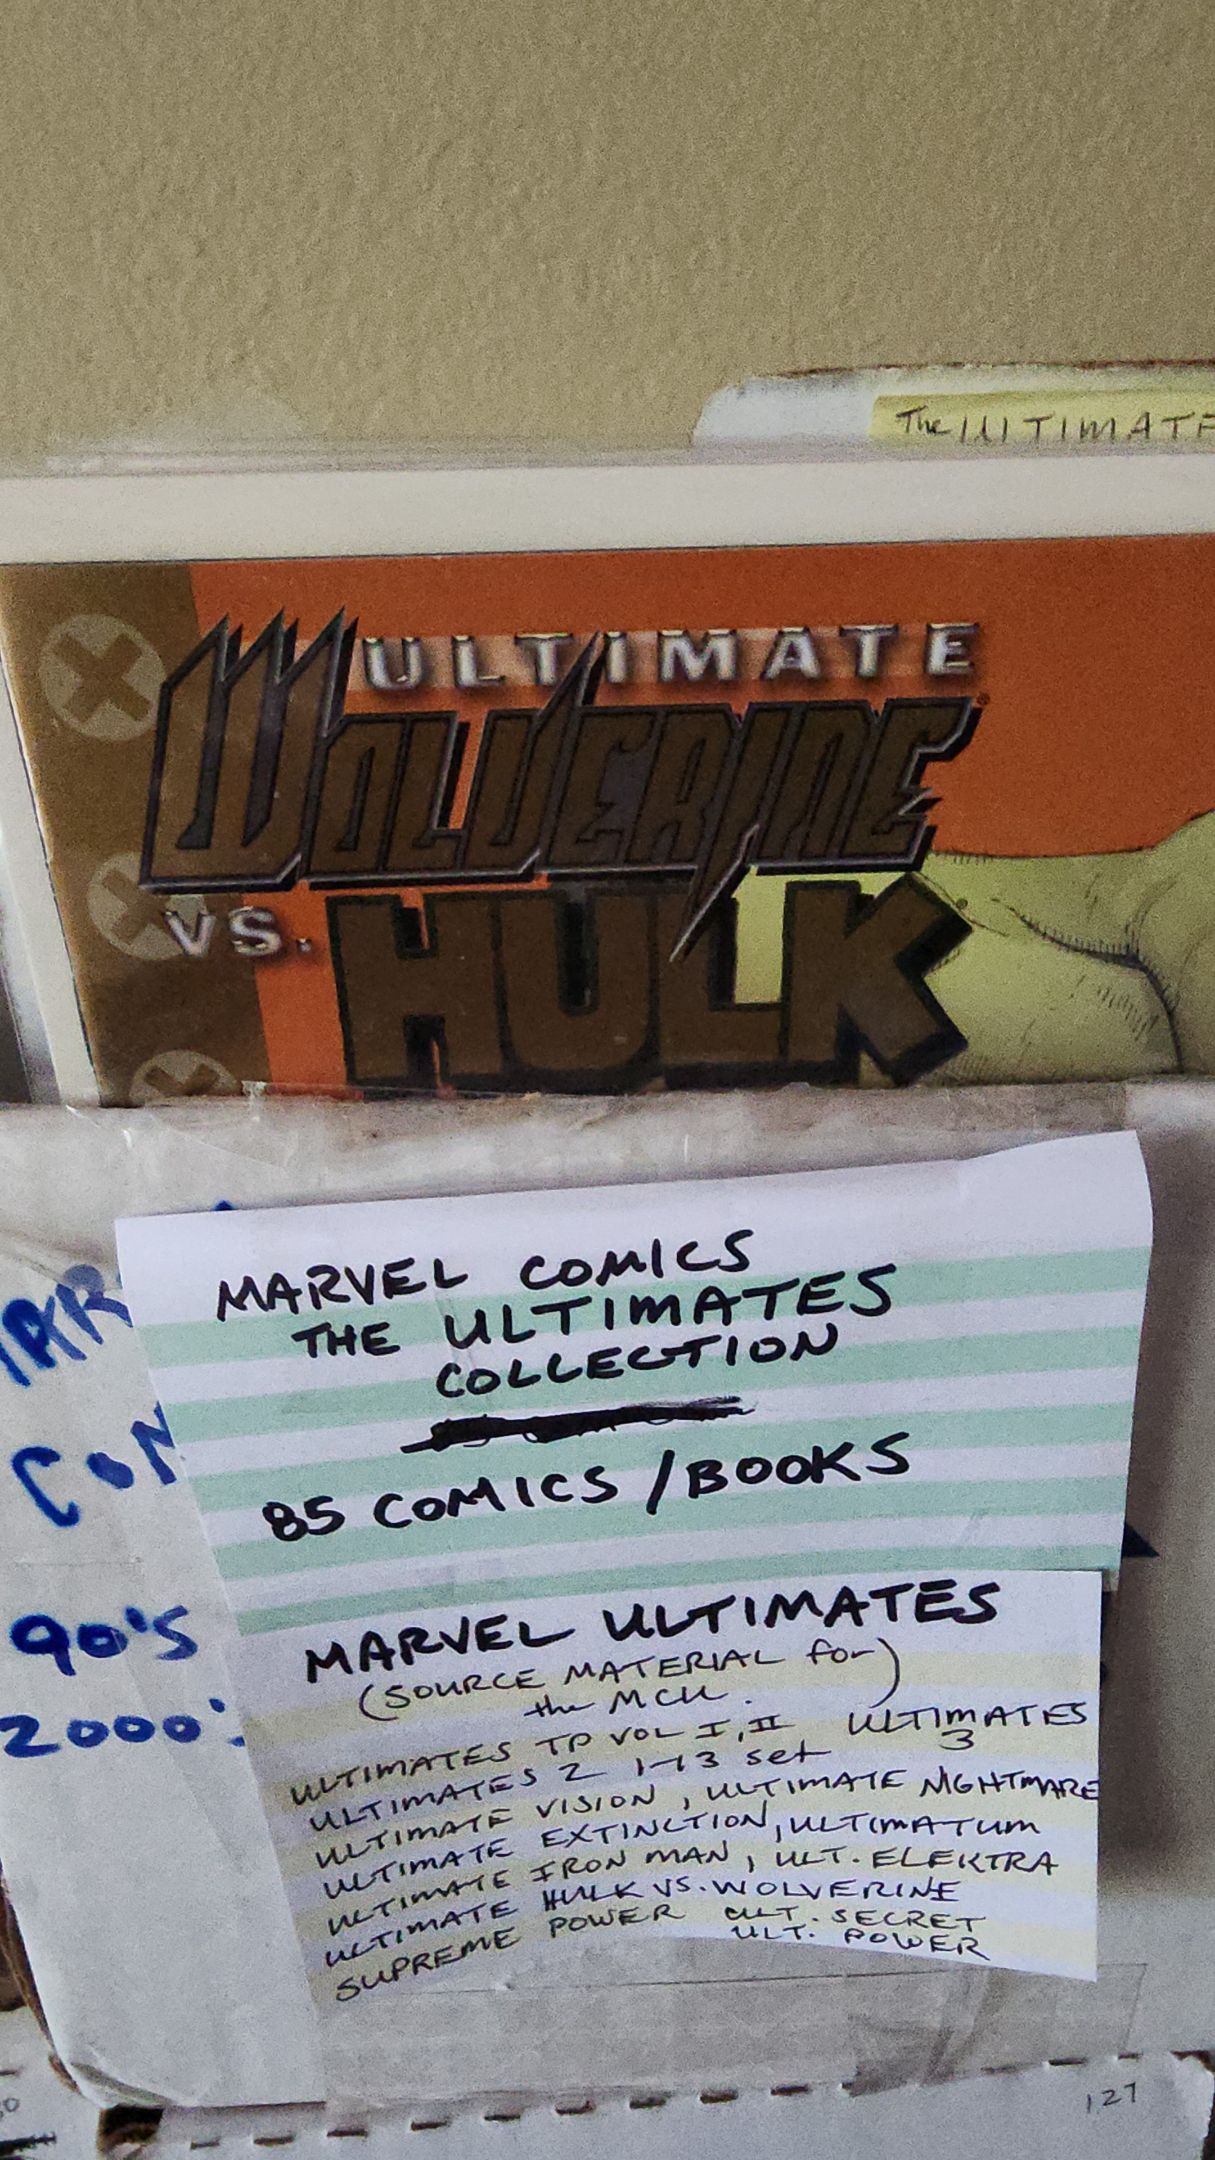 The ULTIMATE
ULTIMATE
WOLVERINE
VS. HULK
MARVEL COMICS
THE ULTIMATES
COLLECTION
85 COMICS/BOOKS
90's
2000's
MARVEL ULTIMATES
(SOURCE MATERIAL for)
the MCU.
ULTIMATES TP VOL I, II
ULTIMATES 2 1-13 set ULTIMATES 3
ULTIMATE VISION, ULTIMATE NIGHTMARE
ULTIMATE EXTINCTION, ULTIMATUM
ULTIMATE IRON MAN, ULT. ELEKTRA
ULTIMATE HULK VS. WOLVERINE
SUPREME POWER ULT. SECRET
ULT. POWER
127